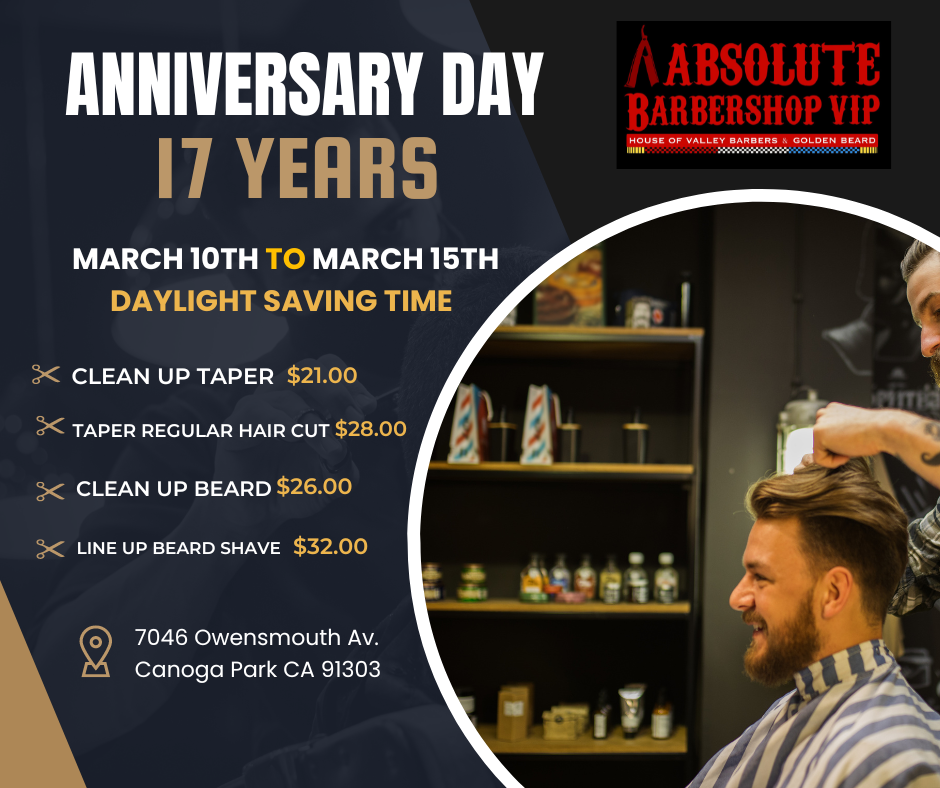 ANNIVERSARY DAY
17 YEARS
MARCH 10TH TO MARCH 15TH
DAYLIGHT SAVING TIME
CLEAN UP TAPER $21.00
TAPER REGULAR HAIR CUT $28.00
CLEAN UP BEARD $26.00
LINE UP BEARD SHAVE $32.00
7046 Owensmouth Av.
Canoga Park CA 91303
ABSOLUTE
BARBERSHOP VIP
HOUSE OF VALLEY BARBERS & GOLDEN BEARD